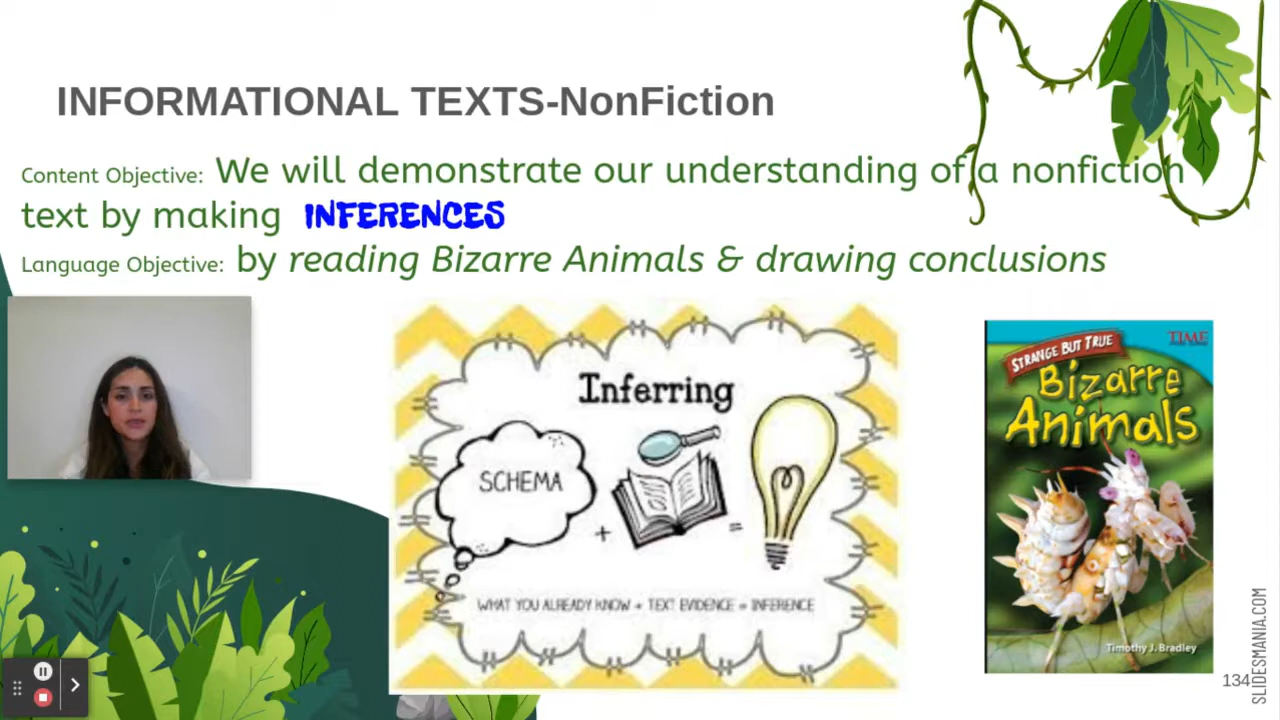 INFORMATIONAL TEXTS-NonFiction
Content Objective: We will demonstrate our understanding of a nonfiction
text by making INFERENCES
Language Objective: by reading Bizarre Animals & drawing conclusions
Inferring
SCHEMA
+
=
WHAT YOU ALREADY KNOW + TEXT EVIDENCE = INFERENCE
TIME
STRANGE BUT TRUE
Bizarre
Animals
Timothy J. Bradley
134
SLIDESMANIA.COM